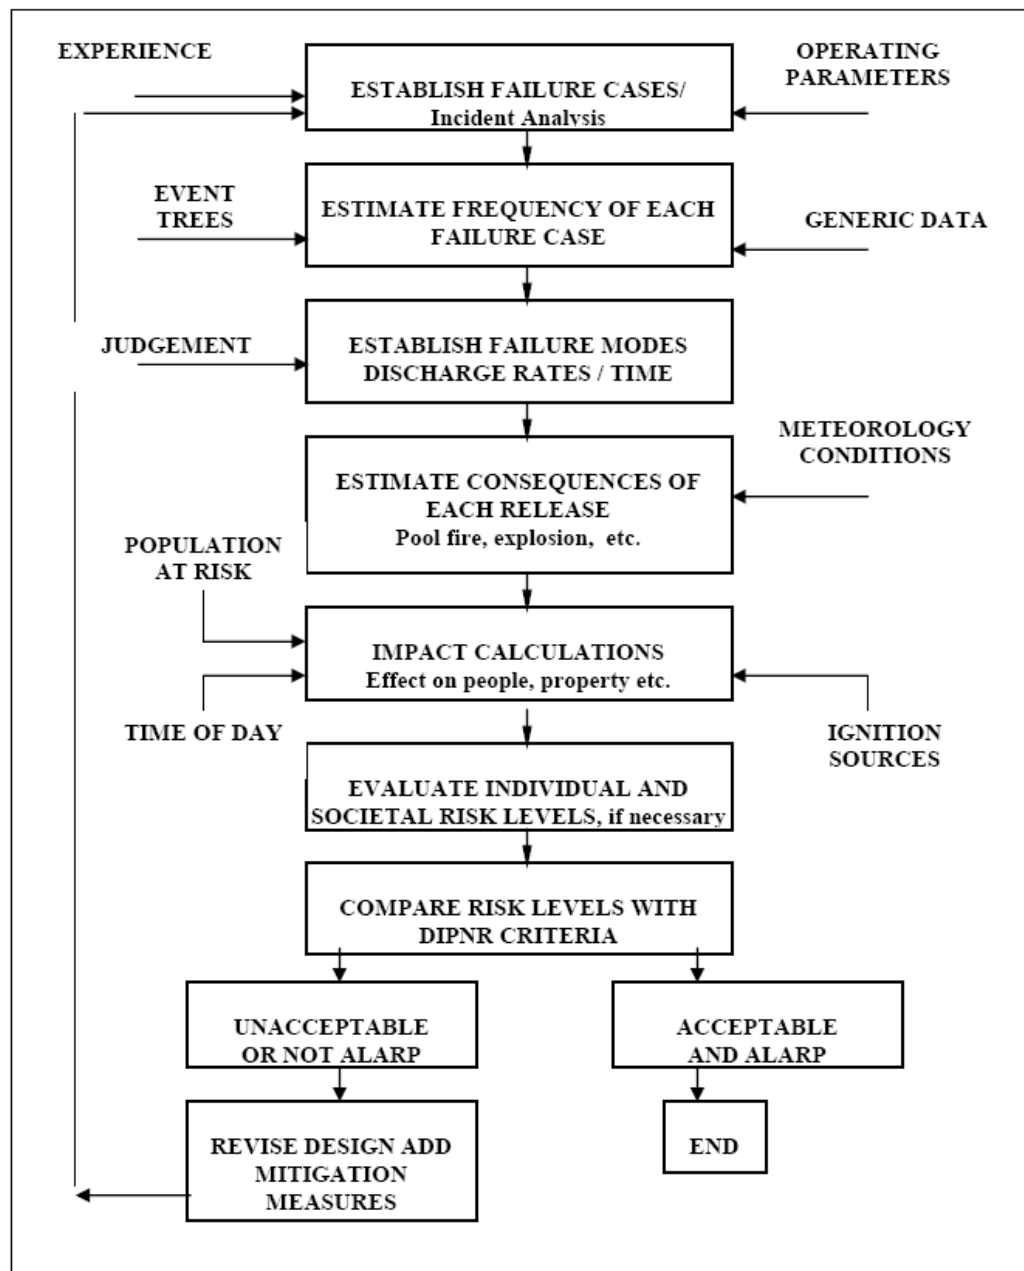 EXPERIENCE
OPERATING
PARAMETERS
ESTABLISH FAILURE CASES/
Incident Analysis
EVENT
TREES
ESTIMATE FREQUENCY OF EACH
FAILURE CASE
GENERIC DATA
JUDGEMENT
ESTABLISH FAILURE MODES
DISCHARGE RATES / TIME
METEOROLOGY
CONDITIONS
ESTIMATE CONSEQUENCES OF
EACH RELEASE
Pool fire, explosion, etc.
POPULATION
AT RISK
IMPACT CALCULATIONS
Effect on people, property etc.
TIME OF DAY
IGNITION
SOURCES
EVALUATE INDIVIDUAL AND
SOCIETAL RISK LEVELS, if necessary
COMPARE RISK LEVELS WITH
DIPNR CRITERIA
UNACCEPTABLE
OR NOT ALARP
ACCEPTABLE
AND ALARP
REVISE DESIGN ADD
MITIGATION
MEASURES
END